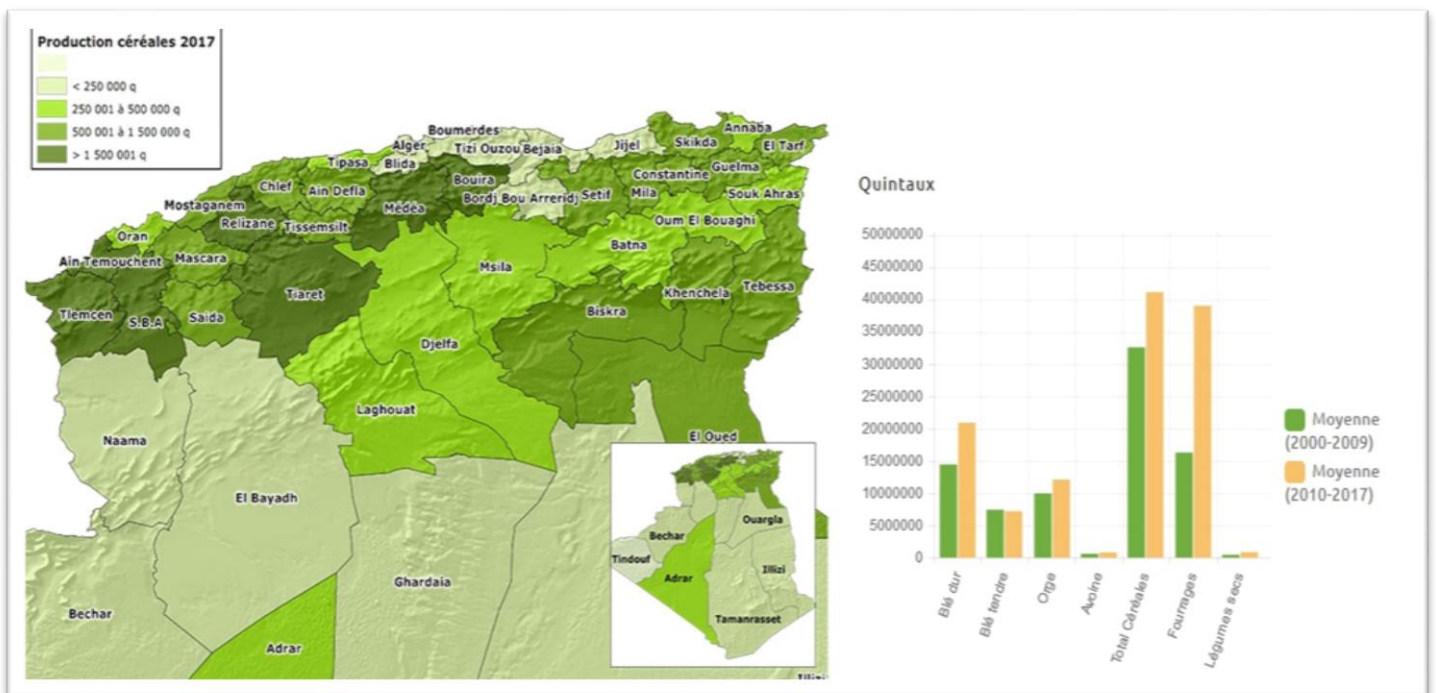 Production céréales 2017
< 250 000 q
250 001 à 500 000 q
500 001 à 1 500 000 q
> 1 500 001 q
Boumerdes
Annaba
Alger
Tizi Ouzou
Bejaia
Jijel
Skikda
El Tarf
Tipasa
Blida
Bouira
Constantine
Guelma
Chlef
Ain Defla
Bordj Bou Arreridj
Setif
Mila
Souk Ahras
Mostaganem
Médéa
Relizane
Tissemsilt
Oum El Bouaghi
Oran
Batna
Ain Temouchent
Mascara
Msila
Tiaret
Khenchela
Tebessa
Tlemcen
S.B.A
Saida
Biskra
Djelfa
Laghouat
Naama
El Oued
El Bayadh
Ghardaia
Bechar
Adrar
Illizi
Ouargla
Bechar
Tindouf
Adrar
Illizi
Tamanrasset
Quintaux
50000000
45000000
40000000
35000000
30000000
25000000
20000000
15000000
10000000
5000000
0
Blé dur
Blé tendre
Orge
Avoine
Total Céréales
Fourrages
Légumes secs
Moyenne
(2000-2009)
Moyenne
(2010-2017)